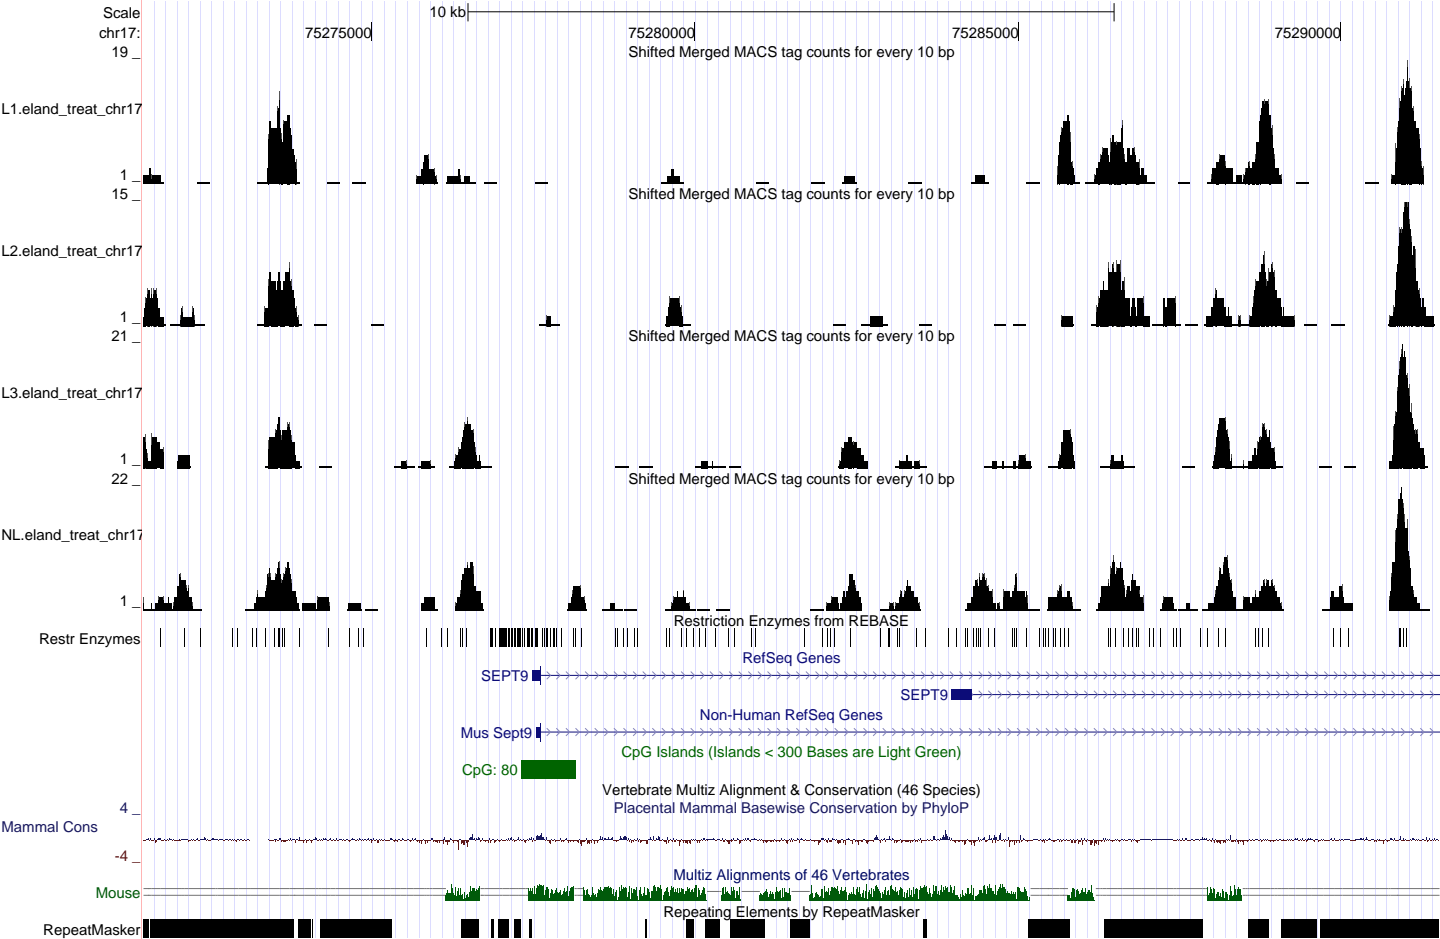 Scale 10 kb
chr17: 75275000 75280000 75285000 75290000
19 _ Shifted Merged MACS tag counts for every 10 bp
L1.eland_treat_chr17
1 _
15 _ Shifted Merged MACS tag counts for every 10 bp
L2.eland_treat_chr17
1 _
21 _ Shifted Merged MACS tag counts for every 10 bp
L3.eland_treat_chr17
1 _
22 _ Shifted Merged MACS tag counts for every 10 bp
NL.eland_treat_chr17
1 _
Restriction Enzymes from REBASE
Restr Enzymes
RefSeq Genes
SEPT9
SEPT9
Non-Human RefSeq Genes
Mus Sept9
CpG Islands (Islands < 300 Bases are Light Green)
CpG: 80
Vertebrate Multiz Alignment & Conservation (46 Species)
4 _ Placental Mammal Basewise Conservation by PhyloP
Mammal Cons
-4 _
Multiz Alignments of 46 Vertebrates
Mouse
Repeating Elements by RepeatMasker
RepeatMasker